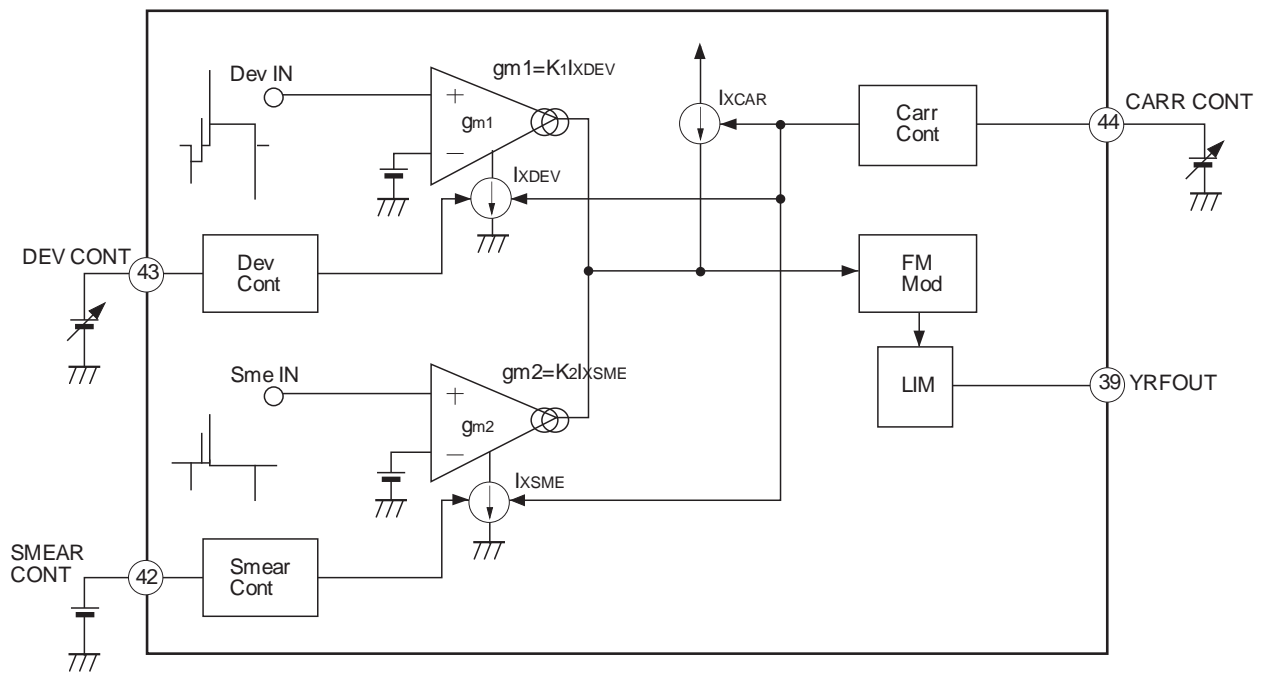 Dev IN
gm1=K1IXDEV
+
gm1
−
IXDEV
IXCAR
Carr
Cont
44
CARR CONT
DEV CONT
43
Dev
Cont
FM
Mod
Sme IN
gm2=K2IXSME
+
gm2
−
IXSME
LIM
39
YRFOUT
SMEAR
CONT
42
Smear
Cont